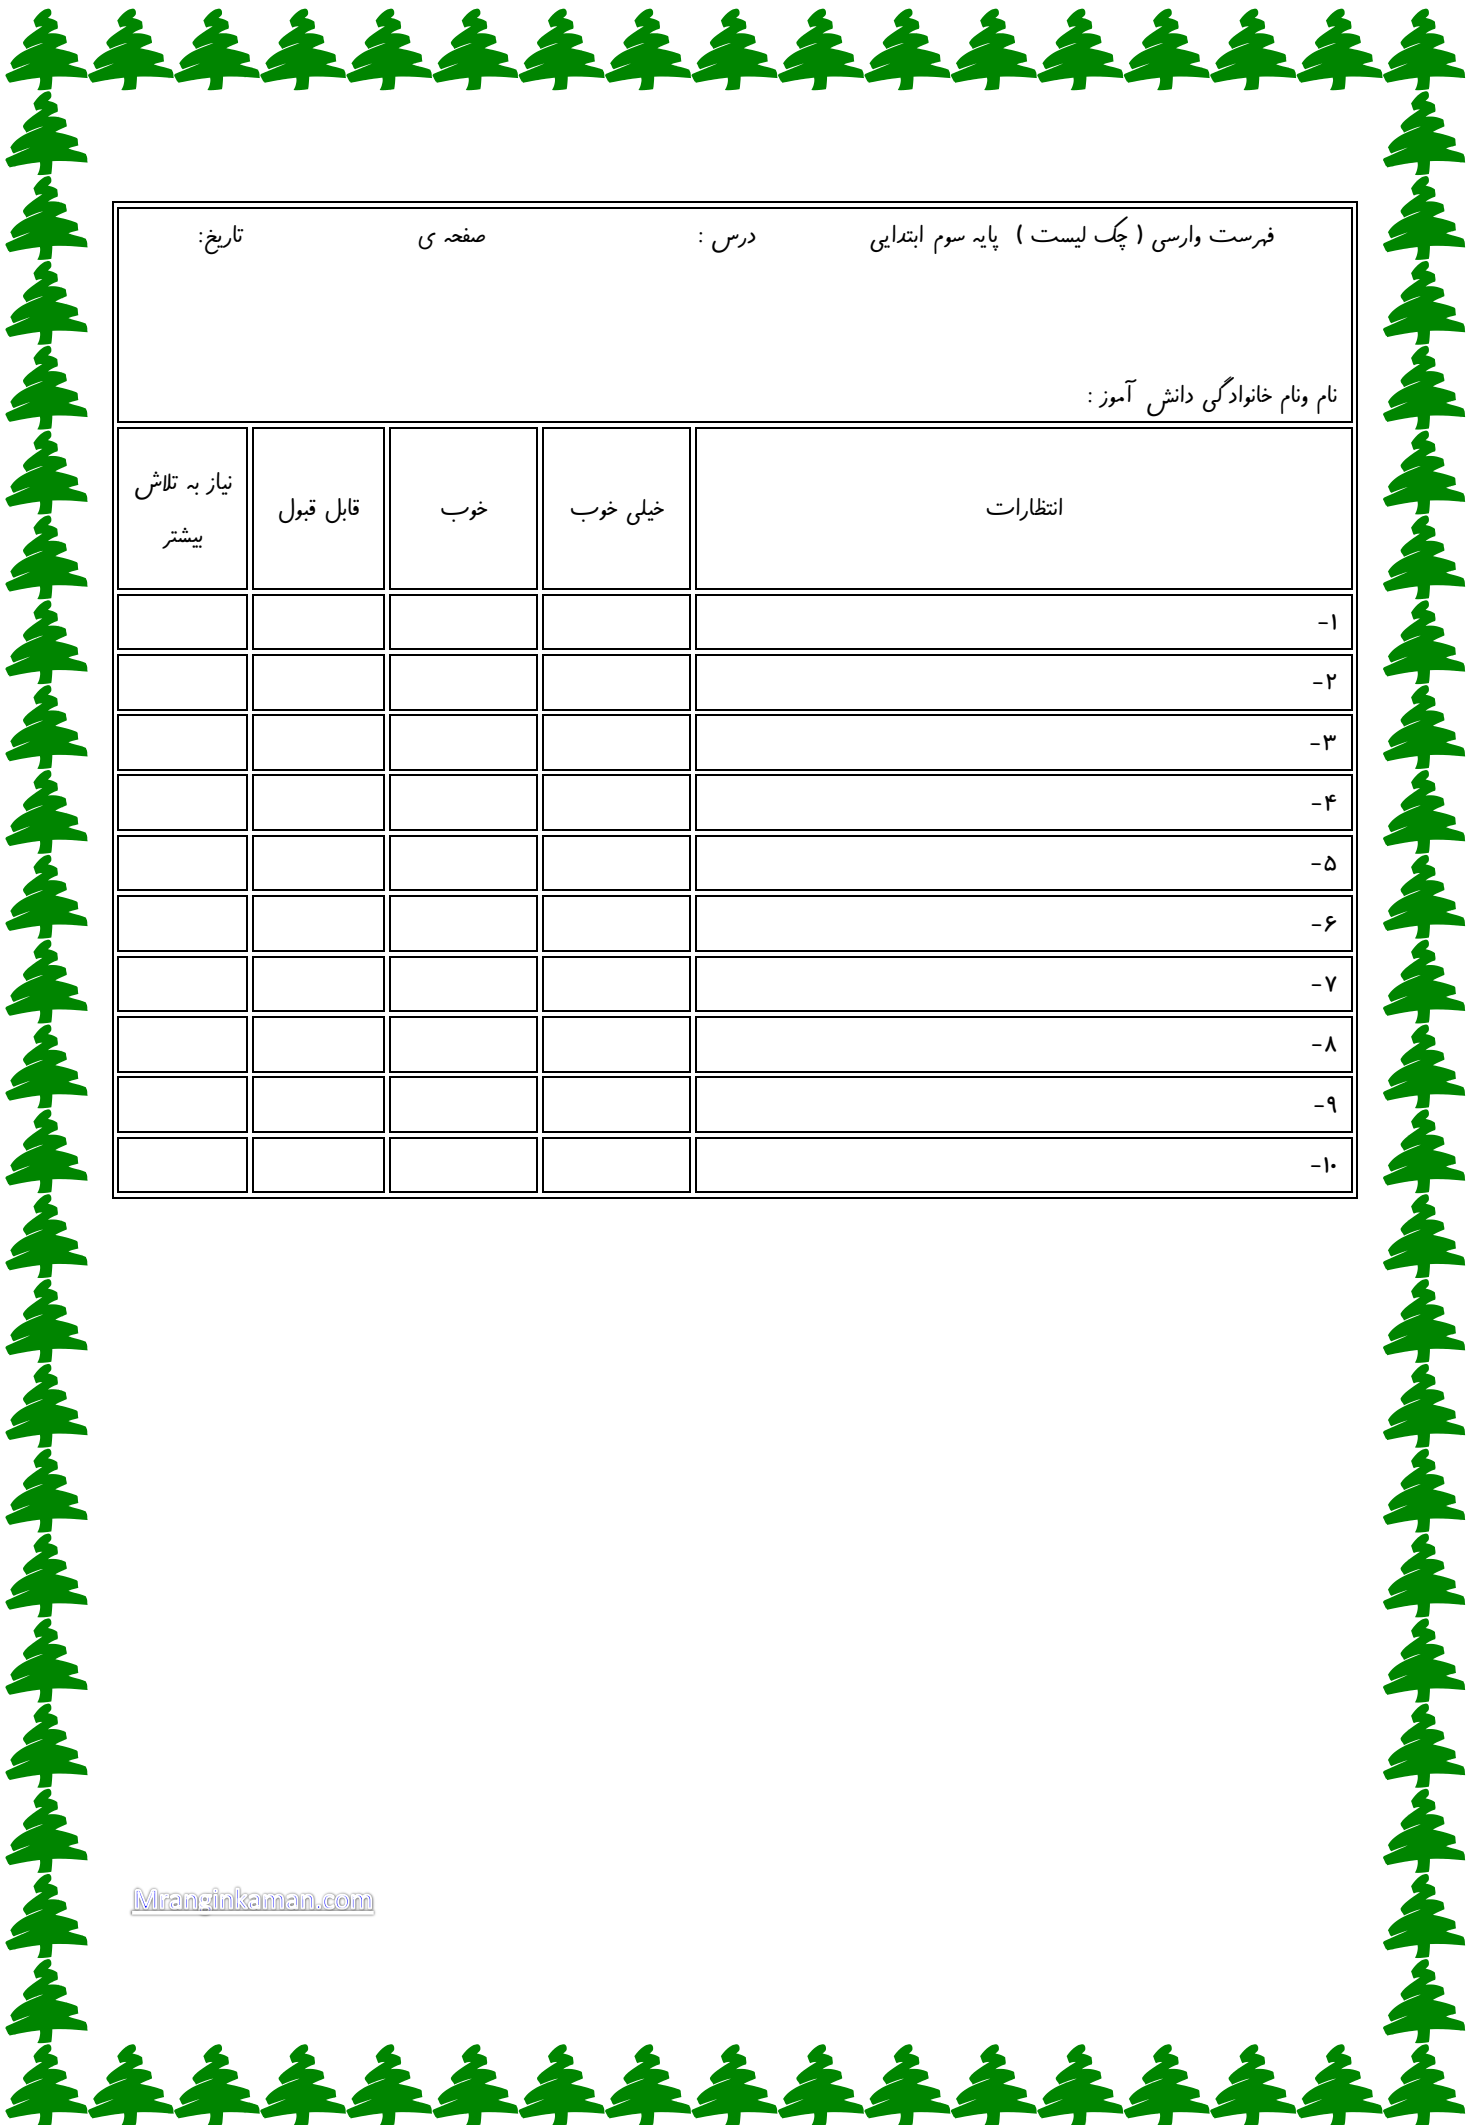 فهرست وارسی ( چک لیست ) پایه سوم ابتدایی درس : صفحه ی تاریخ:
نام ونام خانوادگی دانش آموز :
انتظارات خیلی خوب خوب قابل قبول نیاز به تلاش بیشتر
۱-
۲-
۳-
۴-
۵-
۶-
۷-
۸-
۹-
۱۰-
Mranginkaman.com